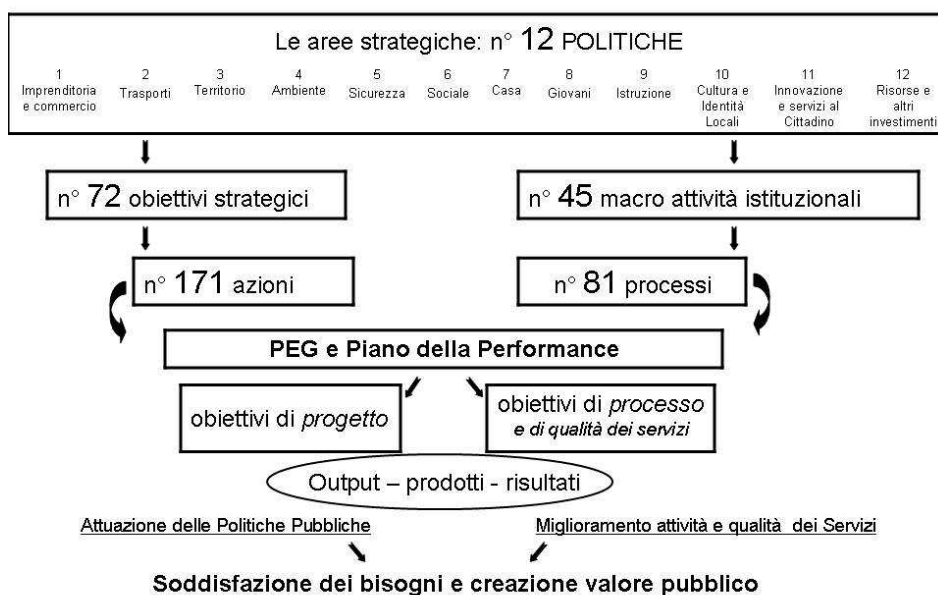 Le aree strategiche: n° 12 POLITICHE
1
Imprenditoria
e commercio
2
Trasporti
3
Territorio
4
Ambiente
5
Sicurezza
6
Sociale
7
Casa
8
Giovani
9
Istruzione
10
Cultura e
Identità
Locali
11
Innovazione
e servizi al
Cittadino
12
Risorse e
altri
investimenti
n° 72 obiettivi strategici
n° 45 macro attività istituzionali
n° 171 azioni
n° 81 processi
PEG e Piano della Performance
obiettivi di progetto
obiettivi di processo
e di qualità dei servizi
Output – prodotti - risultati
Attuazione delle Politiche Pubbliche
Miglioramento attività e qualità dei Servizi
Soddisfazione dei bisogni e creazione valore pubblico